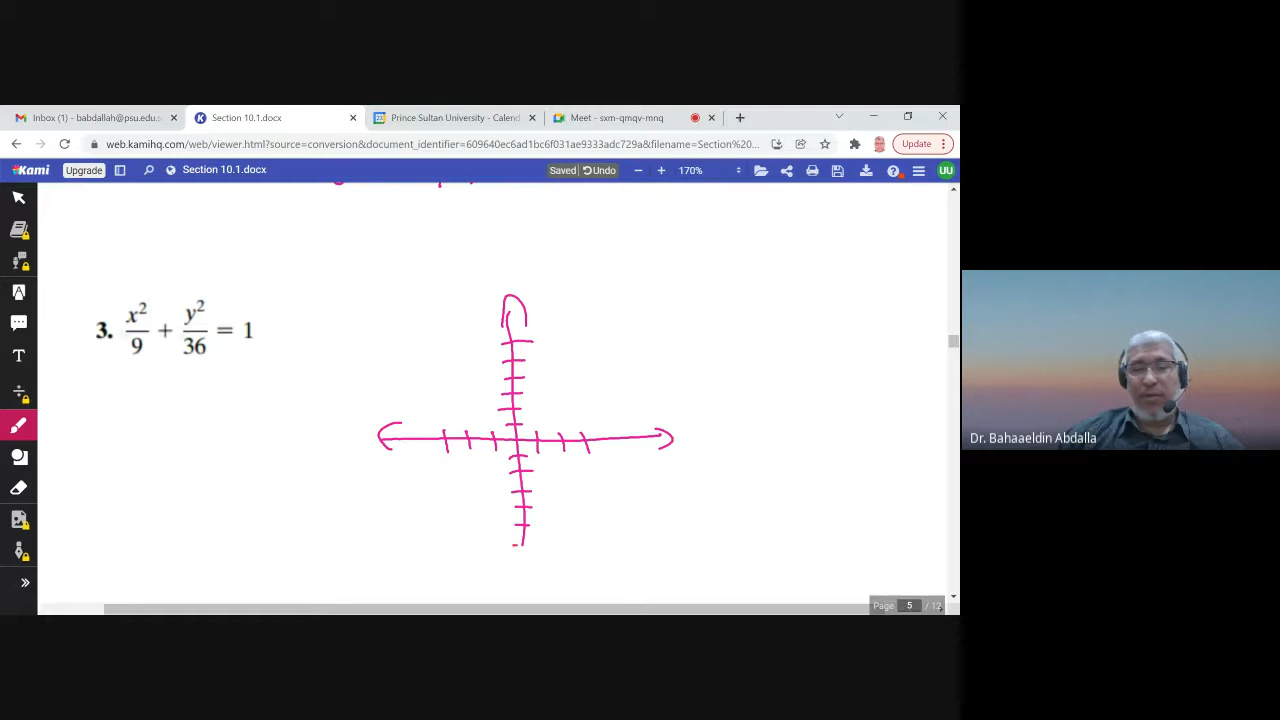 Inbox (1) - babdallah@psu.edu.s
Section 10.1.docx
Prince Sultan University - Calend
Meet - sxm-qmqv-mnq
web.kamihq.com/web/viewer.html?source=conversion&document_identifier=609640ec6ad1bc6f031ae9333adc729a&filename=Section%20...
Update
Kami
Upgrade
Section 10.1.docx
Saved
Undo
170%
UU
3. x²/9 + y²/36 = 1
Dr. Bahaaeldin Abdalla
Page 5 / 12